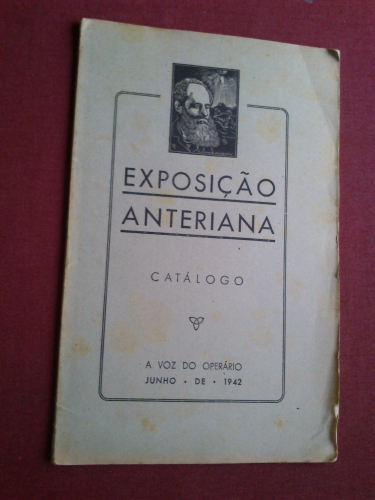 EXPOSIÇÃO
ANTERIANA
CATÁLOGO
A VOZ DO OPERÁRIO
JUNHO • DE • 1942